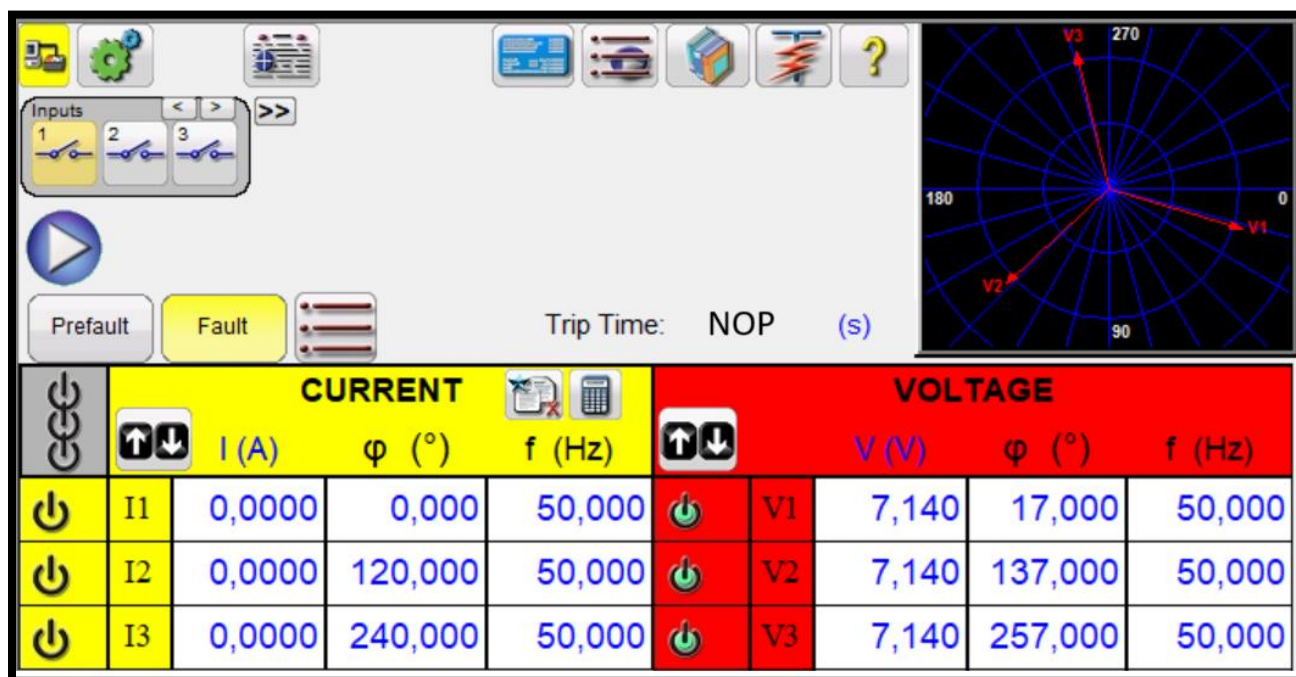 ?
Inputs < > >>
1 2 3
Prefault Fault Trip Time: NOP (s)
V3 270
180 0
V1
V2
90
CURRENT VOLTAGE
I (A) φ (°) f (Hz) V (V) φ (°) f (Hz)
I1 0,0000 0,000 50,000 V1 7,140 17,000 50,000
I2 0,0000 120,000 50,000 V2 7,140 137,000 50,000
I3 0,0000 240,000 50,000 V3 7,140 257,000 50,000